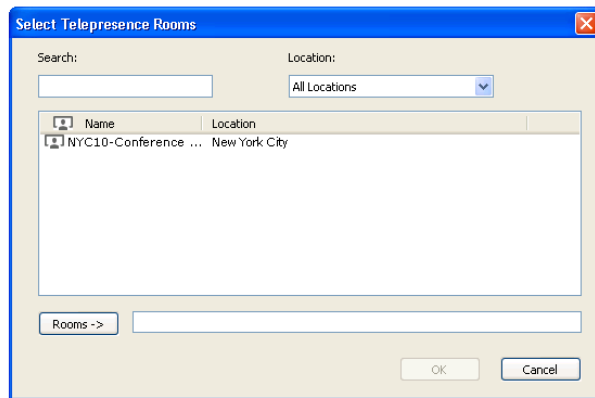 Select Telepresence Rooms
Search: Location:
All Locations
Name Location
NYC10-Conference ... New York City
Rooms ->
OK Cancel